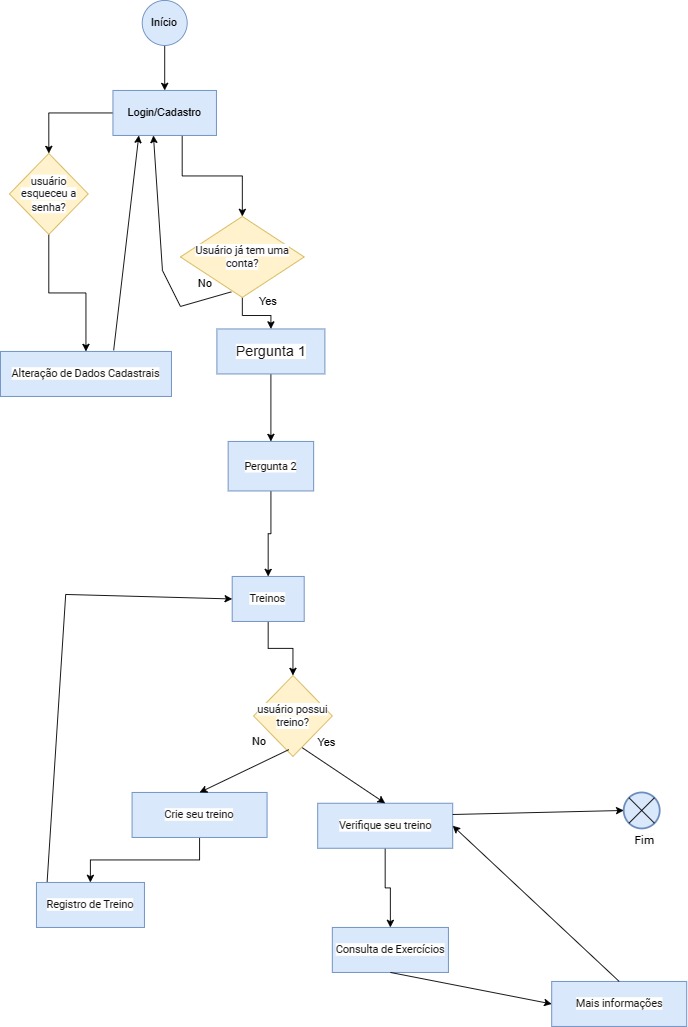 Início
Login/Cadastro
usuário
esqueceu a
senha?
Usuário já tem uma
conta?
No
Yes
Pergunta 1
Alteração de Dados Cadastrais
Pergunta 2
Treinos
usuário possui
treino?
No
Yes
Crie seu treino
Verifique seu treino
Fim
Registro de Treino
Consulta de Exercícios
Mais informações